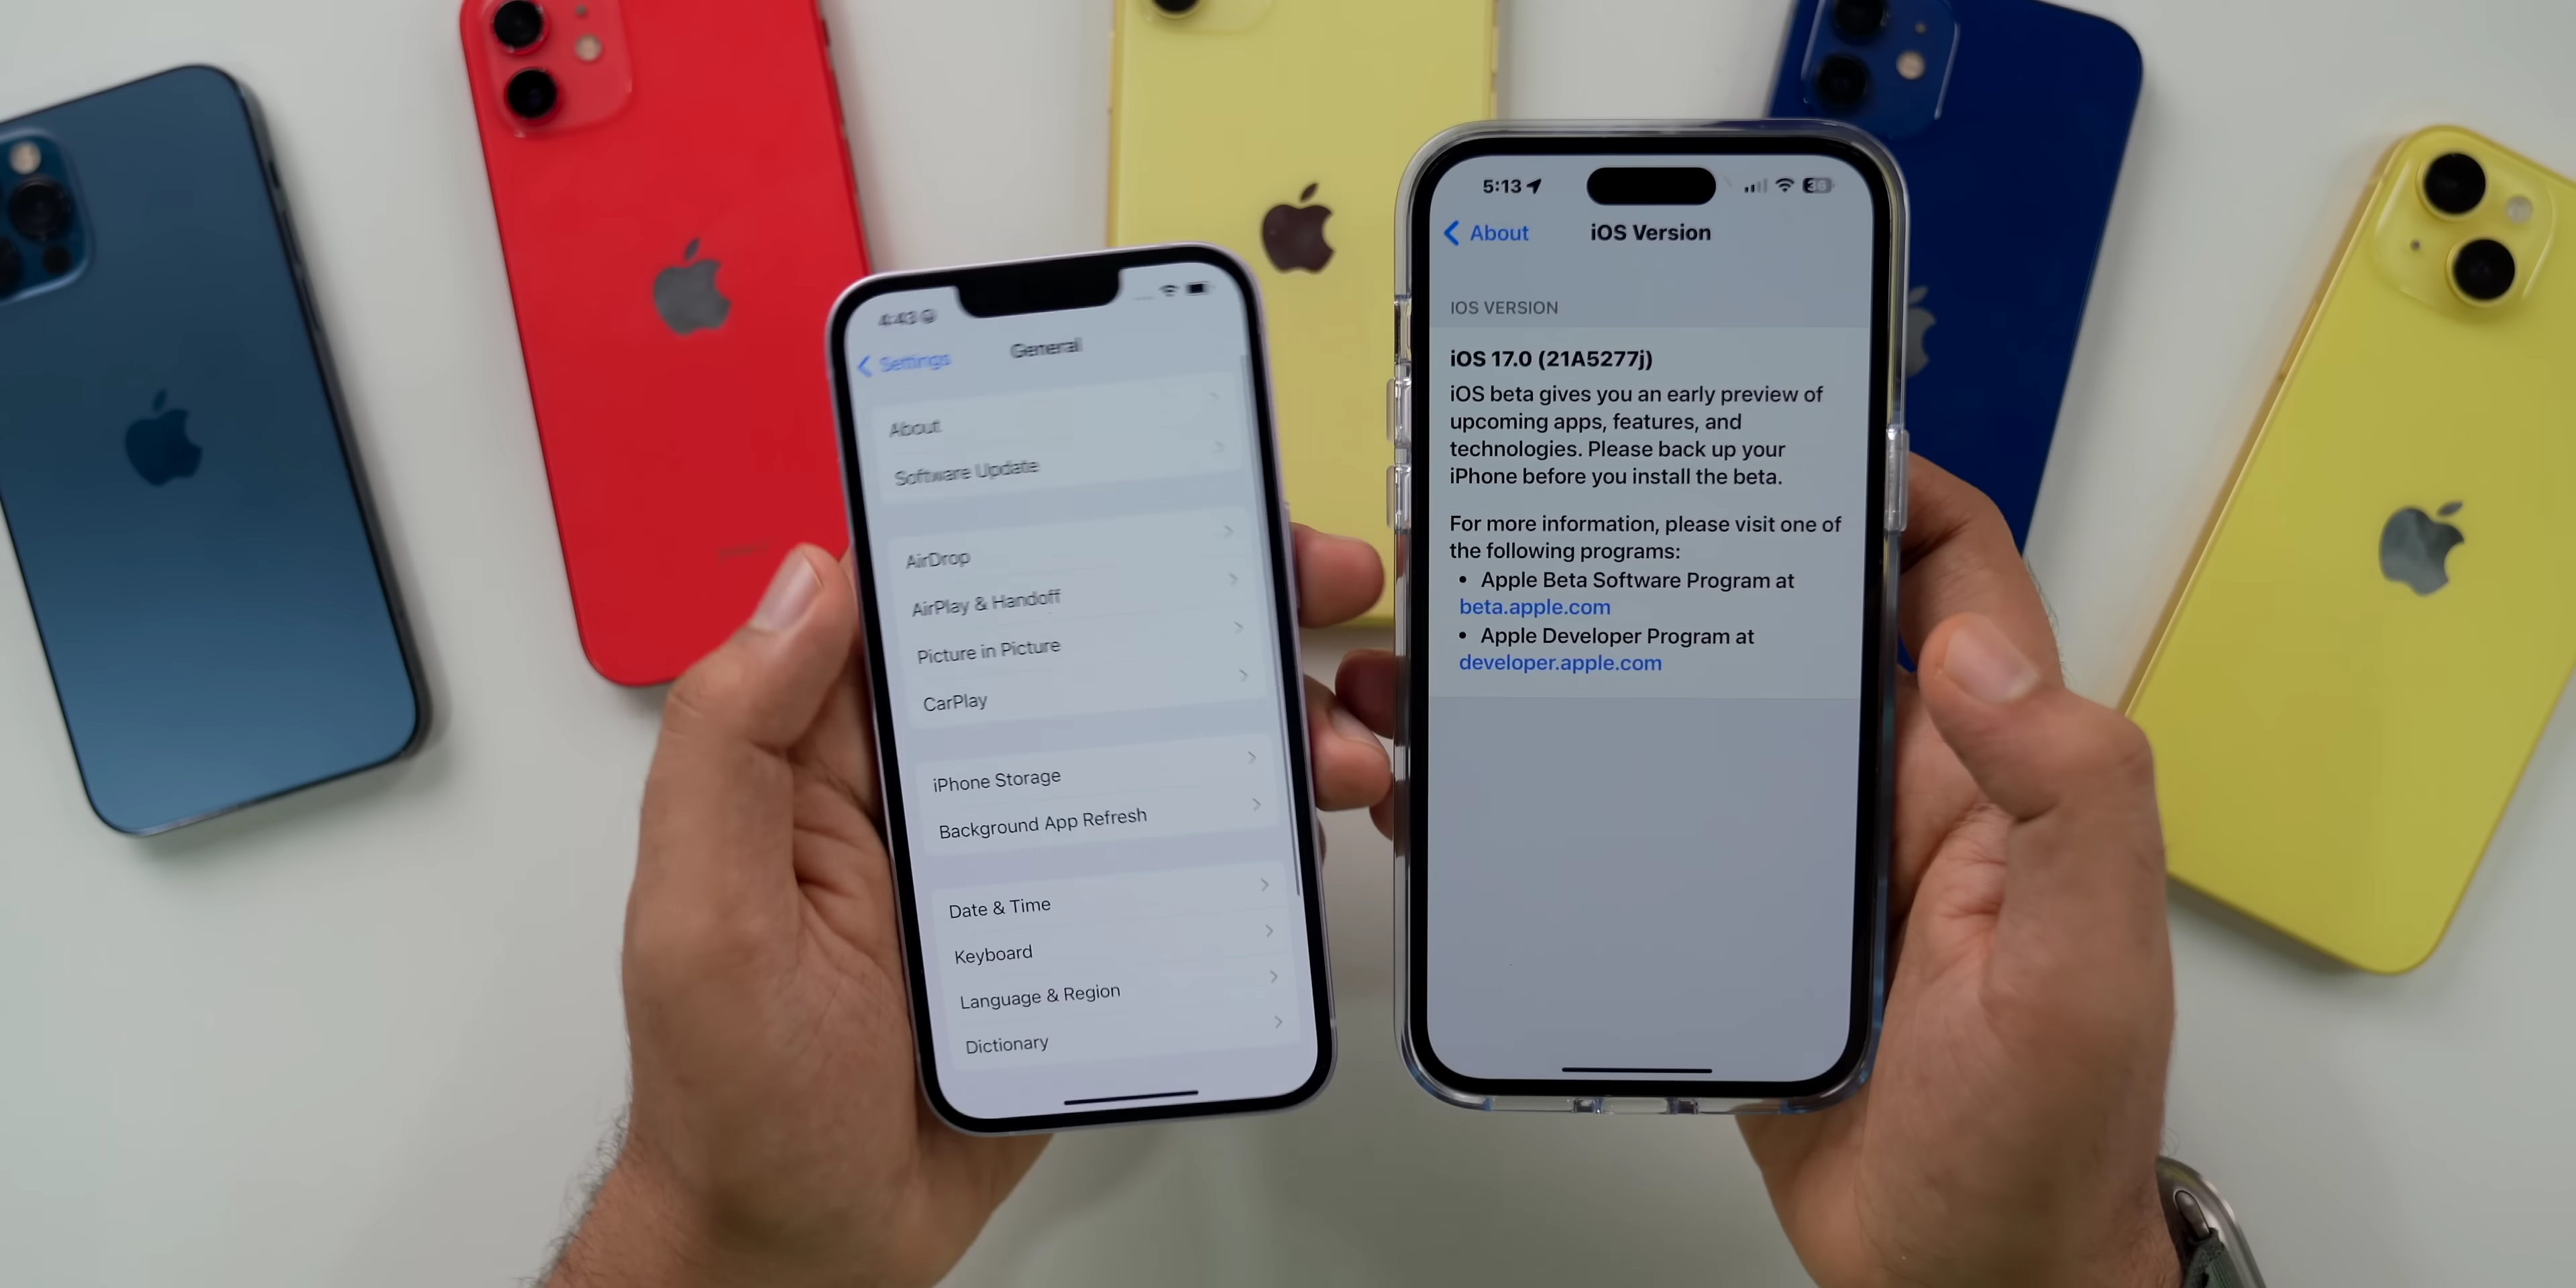 4:43
Settings
General
About
Software Update
AirDrop
AirPlay & Handoff
Picture in Picture
CarPlay
iPhone Storage
Background App Refresh
Date & Time
Keyboard
Language & Region
Dictionary
5:13
36
About
iOS Version
IOS VERSION
iOS 17.0 (21A5277j)
iOS beta gives you an early preview of
upcoming apps, features, and
technologies. Please back up your
iPhone before you install the beta.
For more information, please visit one of
the following programs:
• Apple Beta Software Program at
beta.apple.com
• Apple Developer Program at
developer.apple.com